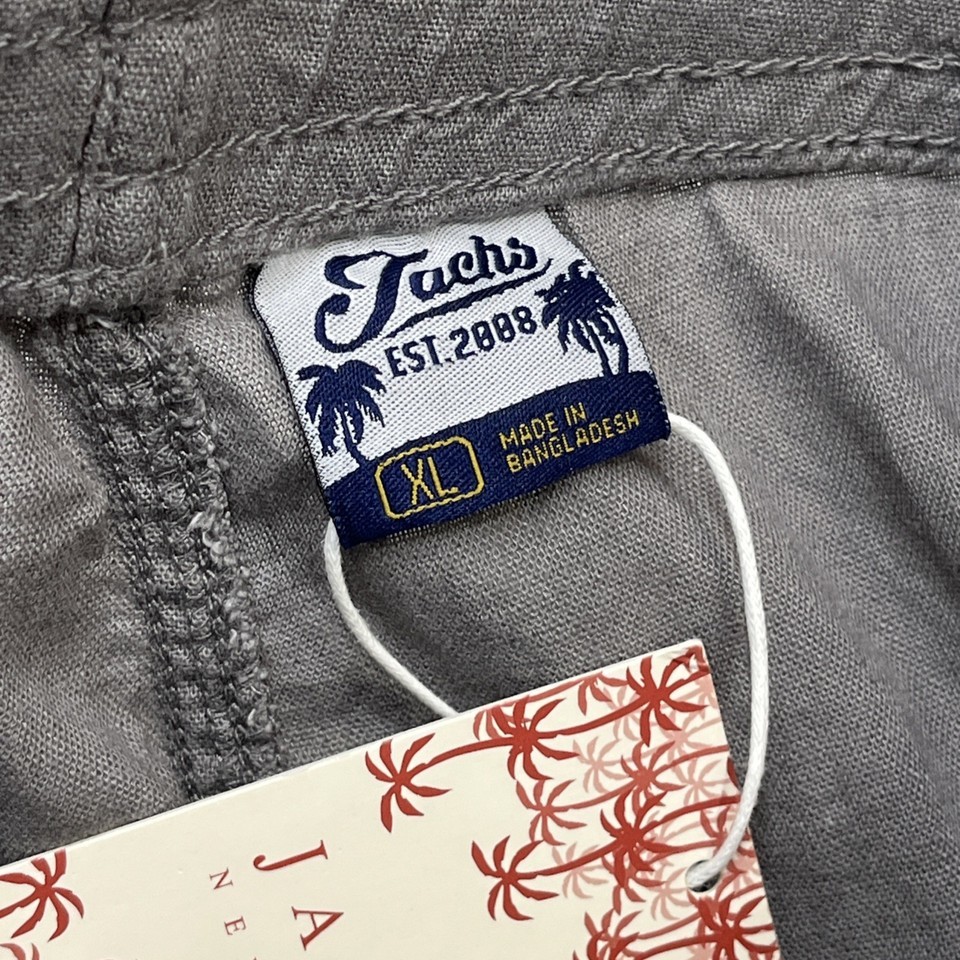 Jachs
EST. 2008
XL
MADE IN
BANGLADESH
JA
NE